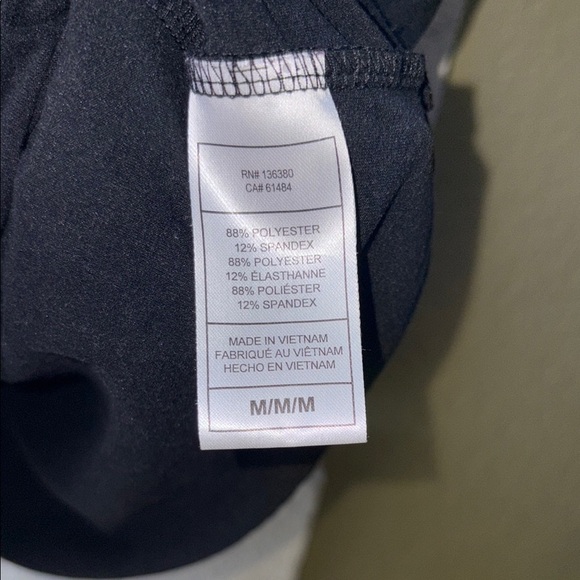 RN# 136380
CA# 61484
88% POLYESTER
12% SPANDEX
88% POLYESTER
12% ÉLASTHANNE
88% POLIÉSTER
12% SPANDEX
MADE IN VIETNAM
FABRIQUÉ AU VIÊTNAM
HECHO EN VIETNAM
M/M/M